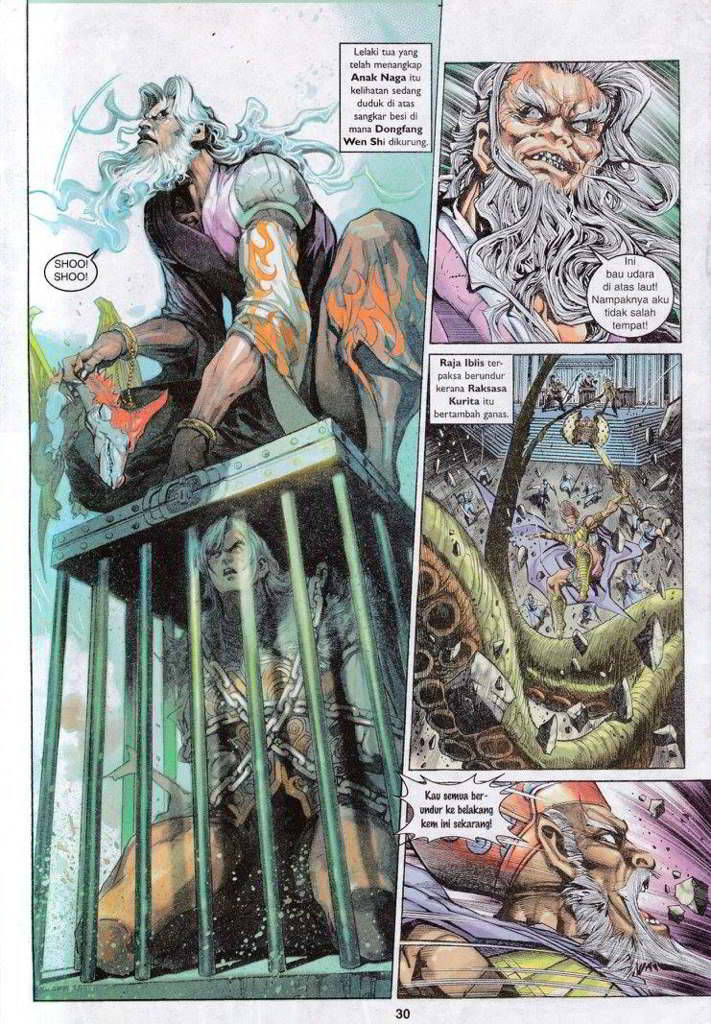 Lelaki tua yang
telah menangkap
Anak Naga itu
kelihatan sedang
duduk di atas
sangkar besi di
mana Dongfang
Wen Shi dikurung.
SHOO!
SHOO!
Ini
bau udara
di atas laut!
Nampaknya aku
tidak salah
tempat!
Raja Iblis ter-
paksa berundur
kerana Raksasa
Kurita itu
bertambah ganas.
Kau semua ber-
undur ke belakang
kem ini sekarang!
30